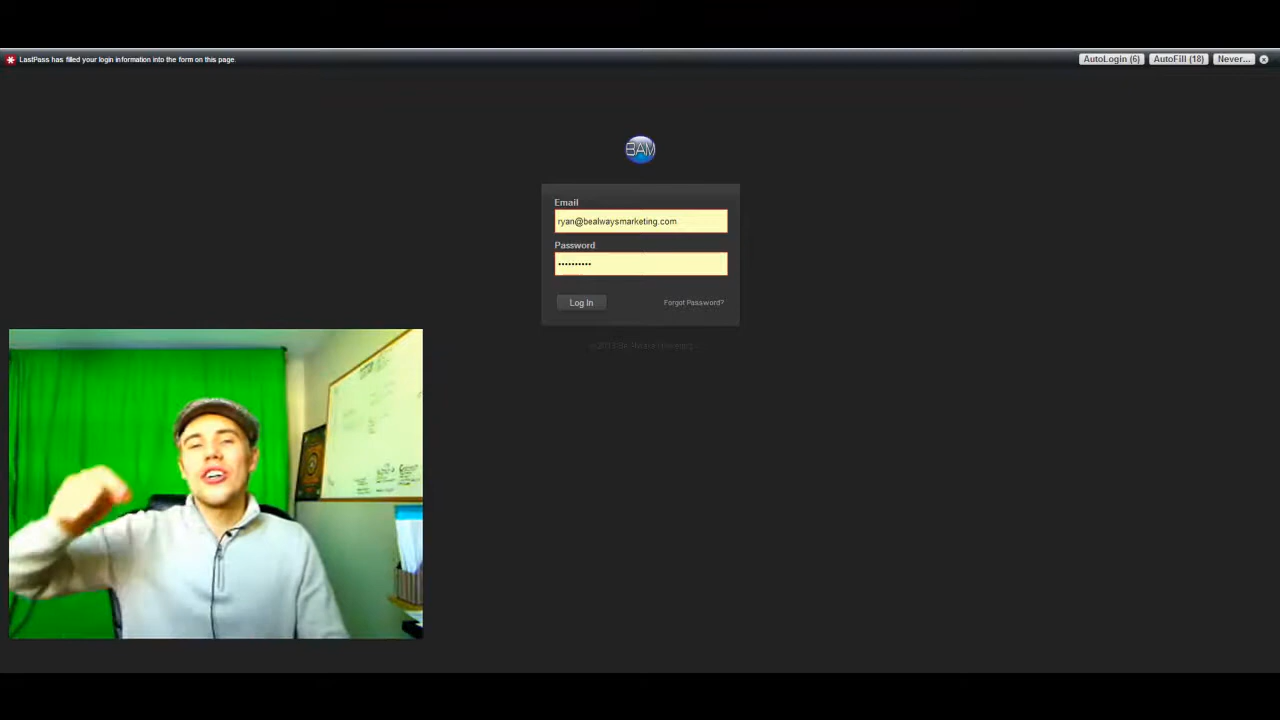 LastPass has filled your login information into the form on this page.
AutoLogin (6) AutoFill (18) Never...
BAM
Email
ryan@bealwaysmarketing.com
Password
Log In Forgot Password?